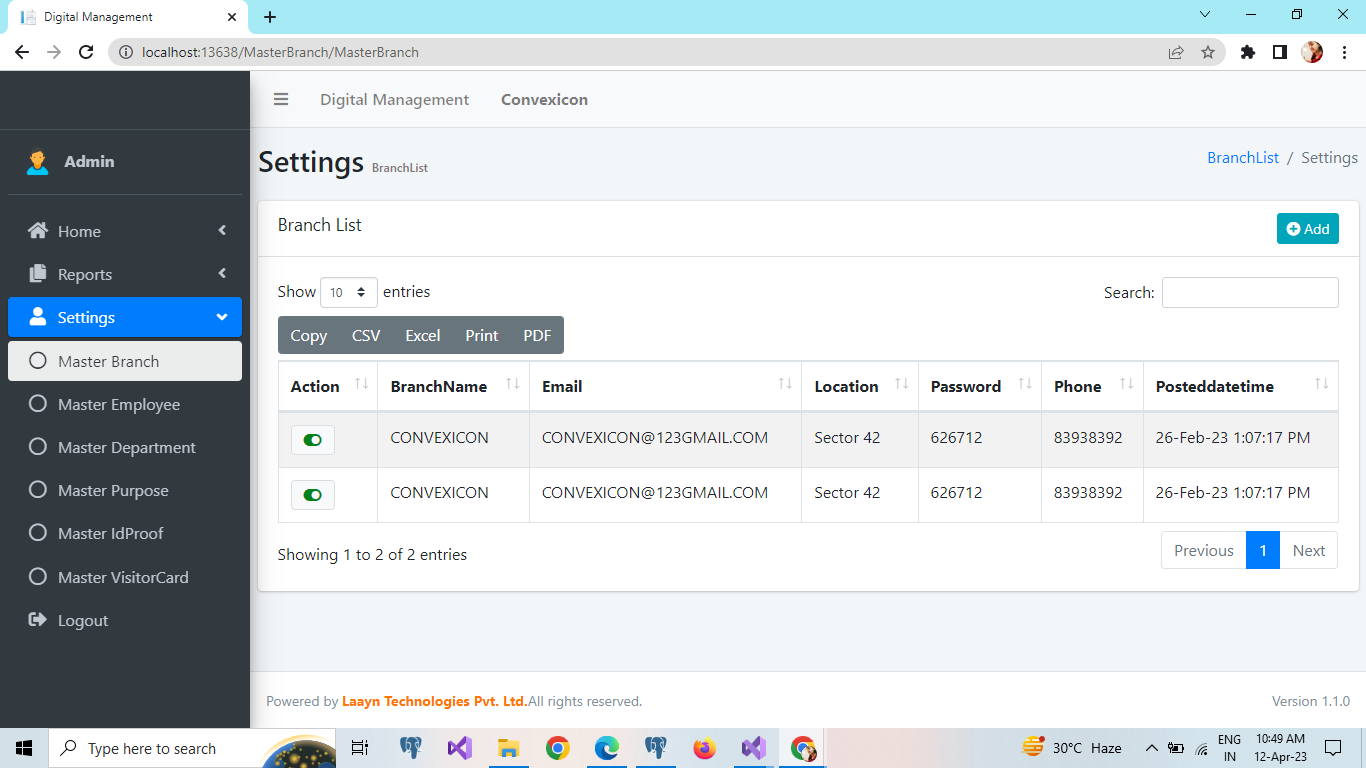 Digital Management
localhost:13638/MasterBranch/MasterBranch
Digital Management Convexicon
Admin
Settings BranchList
BranchList / Settings
Home
Reports
Settings
Master Branch
Master Employee
Master Department
Master Purpose
Master IdProof
Master VisitorCard
Logout
Branch List
Add
Show 10 entries
Search:
Copy CSV Excel Print PDF
Action BranchName Email Location Password Phone Posteddatetime
CONVEXICON CONVEXICON@123GMAIL.COM Sector 42 626712 83938392 26-Feb-23 1:07:17 PM
CONVEXICON CONVEXICON@123GMAIL.COM Sector 42 626712 83938392 26-Feb-23 1:07:17 PM
Showing 1 to 2 of 2 entries
Previous 1 Next
Powered by Laayn Technologies Pvt. Ltd.All rights reserved.
Version 1.1.0
Type here to search
30°C Haze
ENG
IN
10:49 AM
12-Apr-23